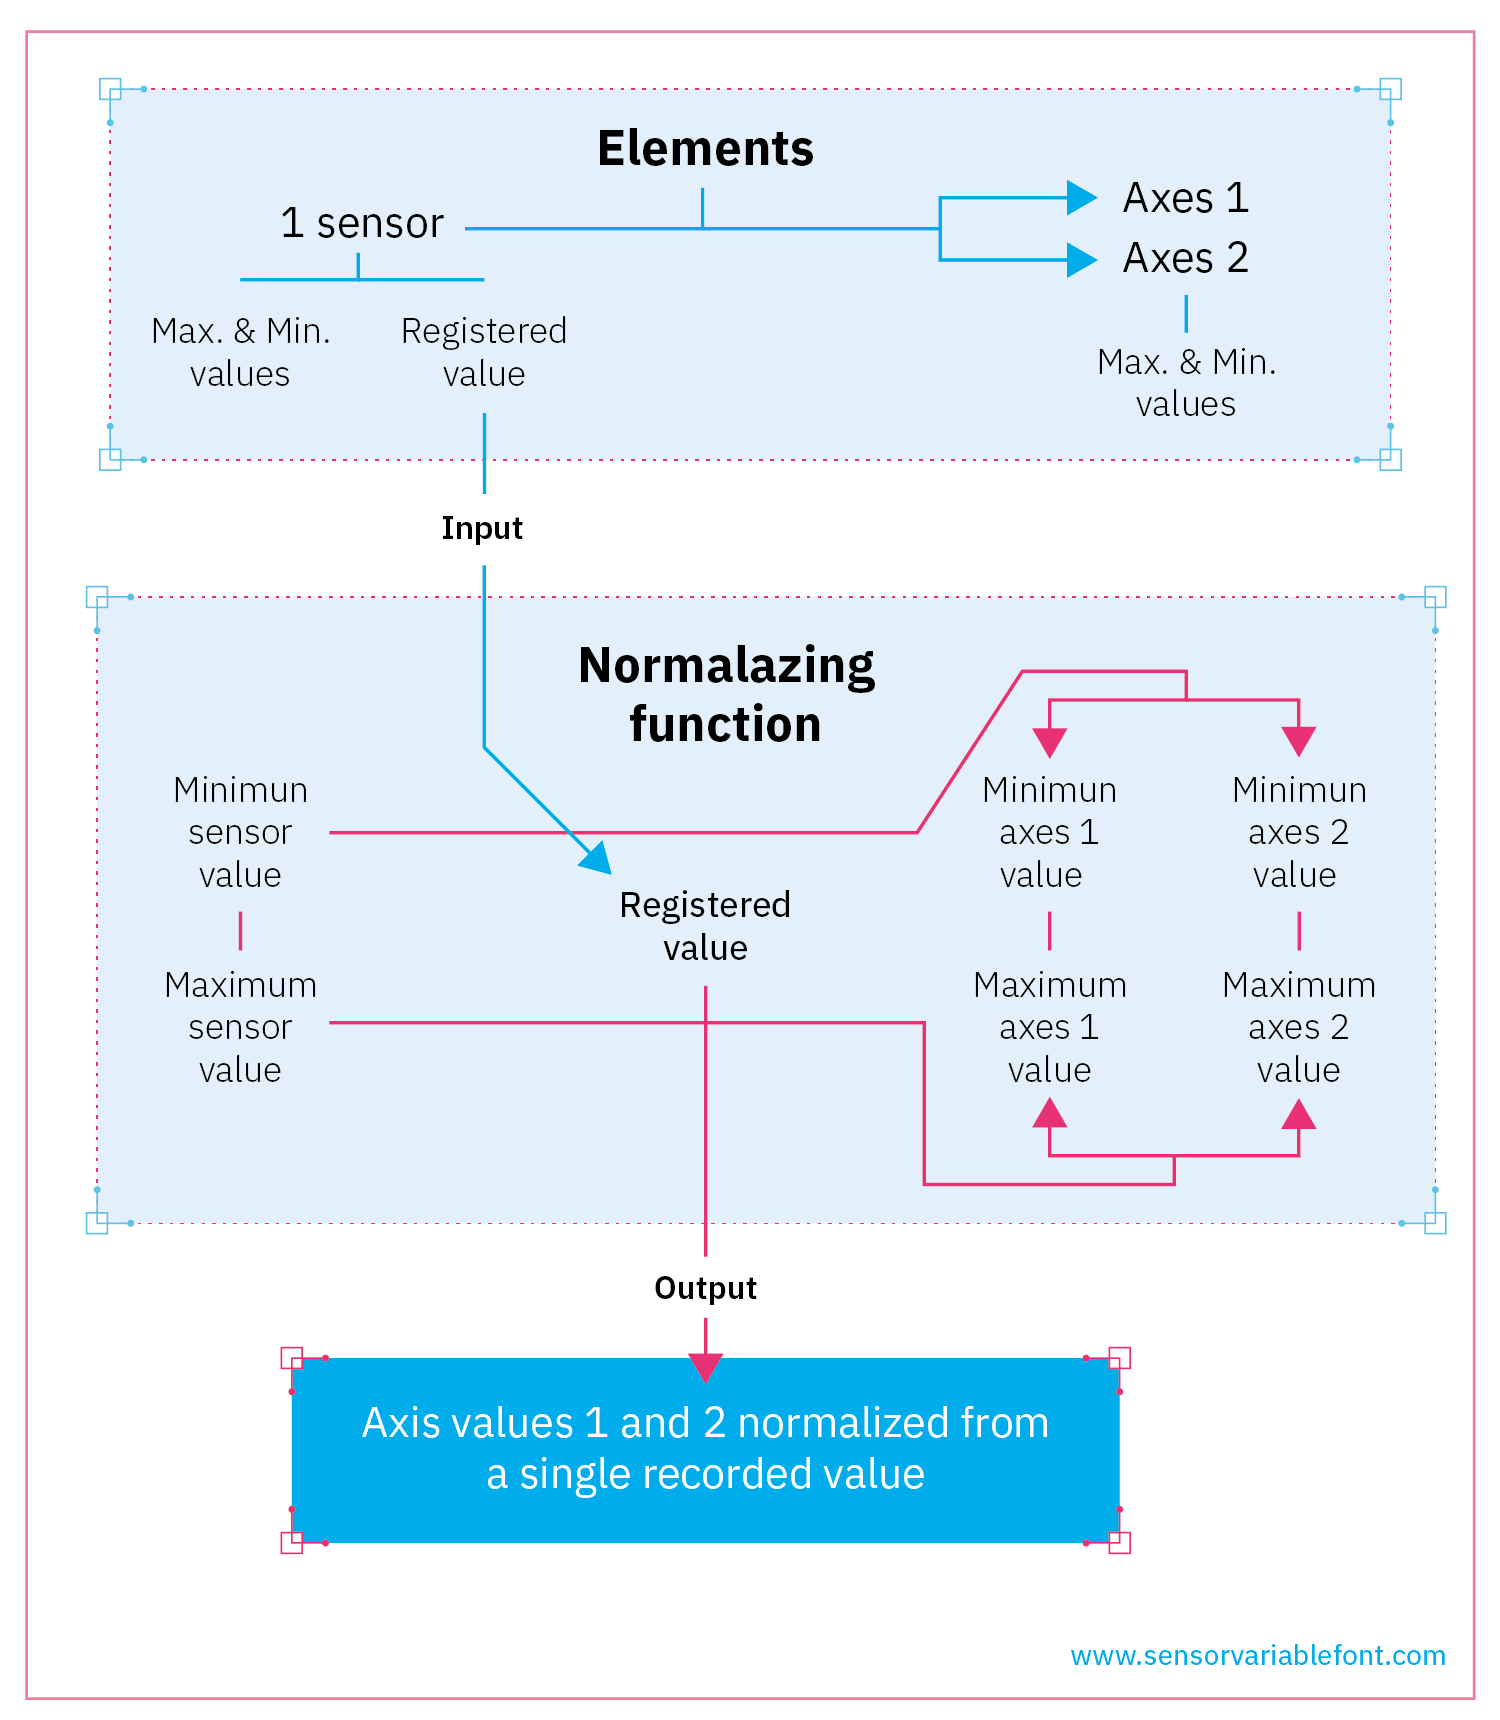 Elements
1 sensor
Axes 1
Axes 2
Max. & Min.
values
Registered
value
Max. & Min.
values
Input
Normalazing
function
Minimun
sensor
value
Maximum
sensor
value
Registered
value
Minimun
axes 1
value
Maximum
axes 1
value
Minimun
axes 2
value
Maximum
axes 2
value
Output
Axis values 1 and 2 normalized from
a single recorded value
www.sensorvariablefont.com